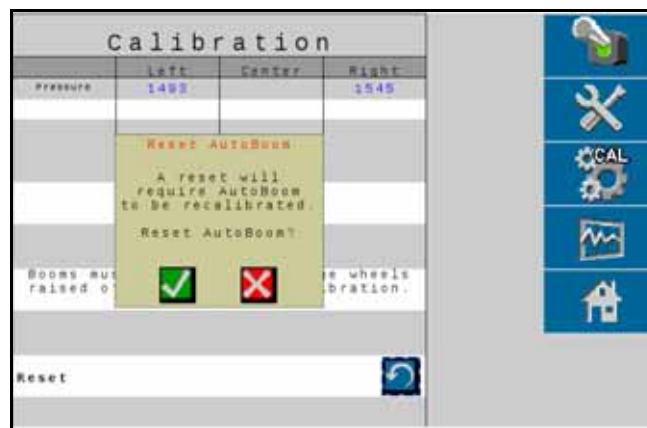 Calibration
Left Center Right
Pressure 1493 1545
Reset AutoBoom
A reset will
require AutoBoom
to be recalibrated.
Reset AutoBoom?
Booms mus e wheels
raised o bration.
Reset
CAL